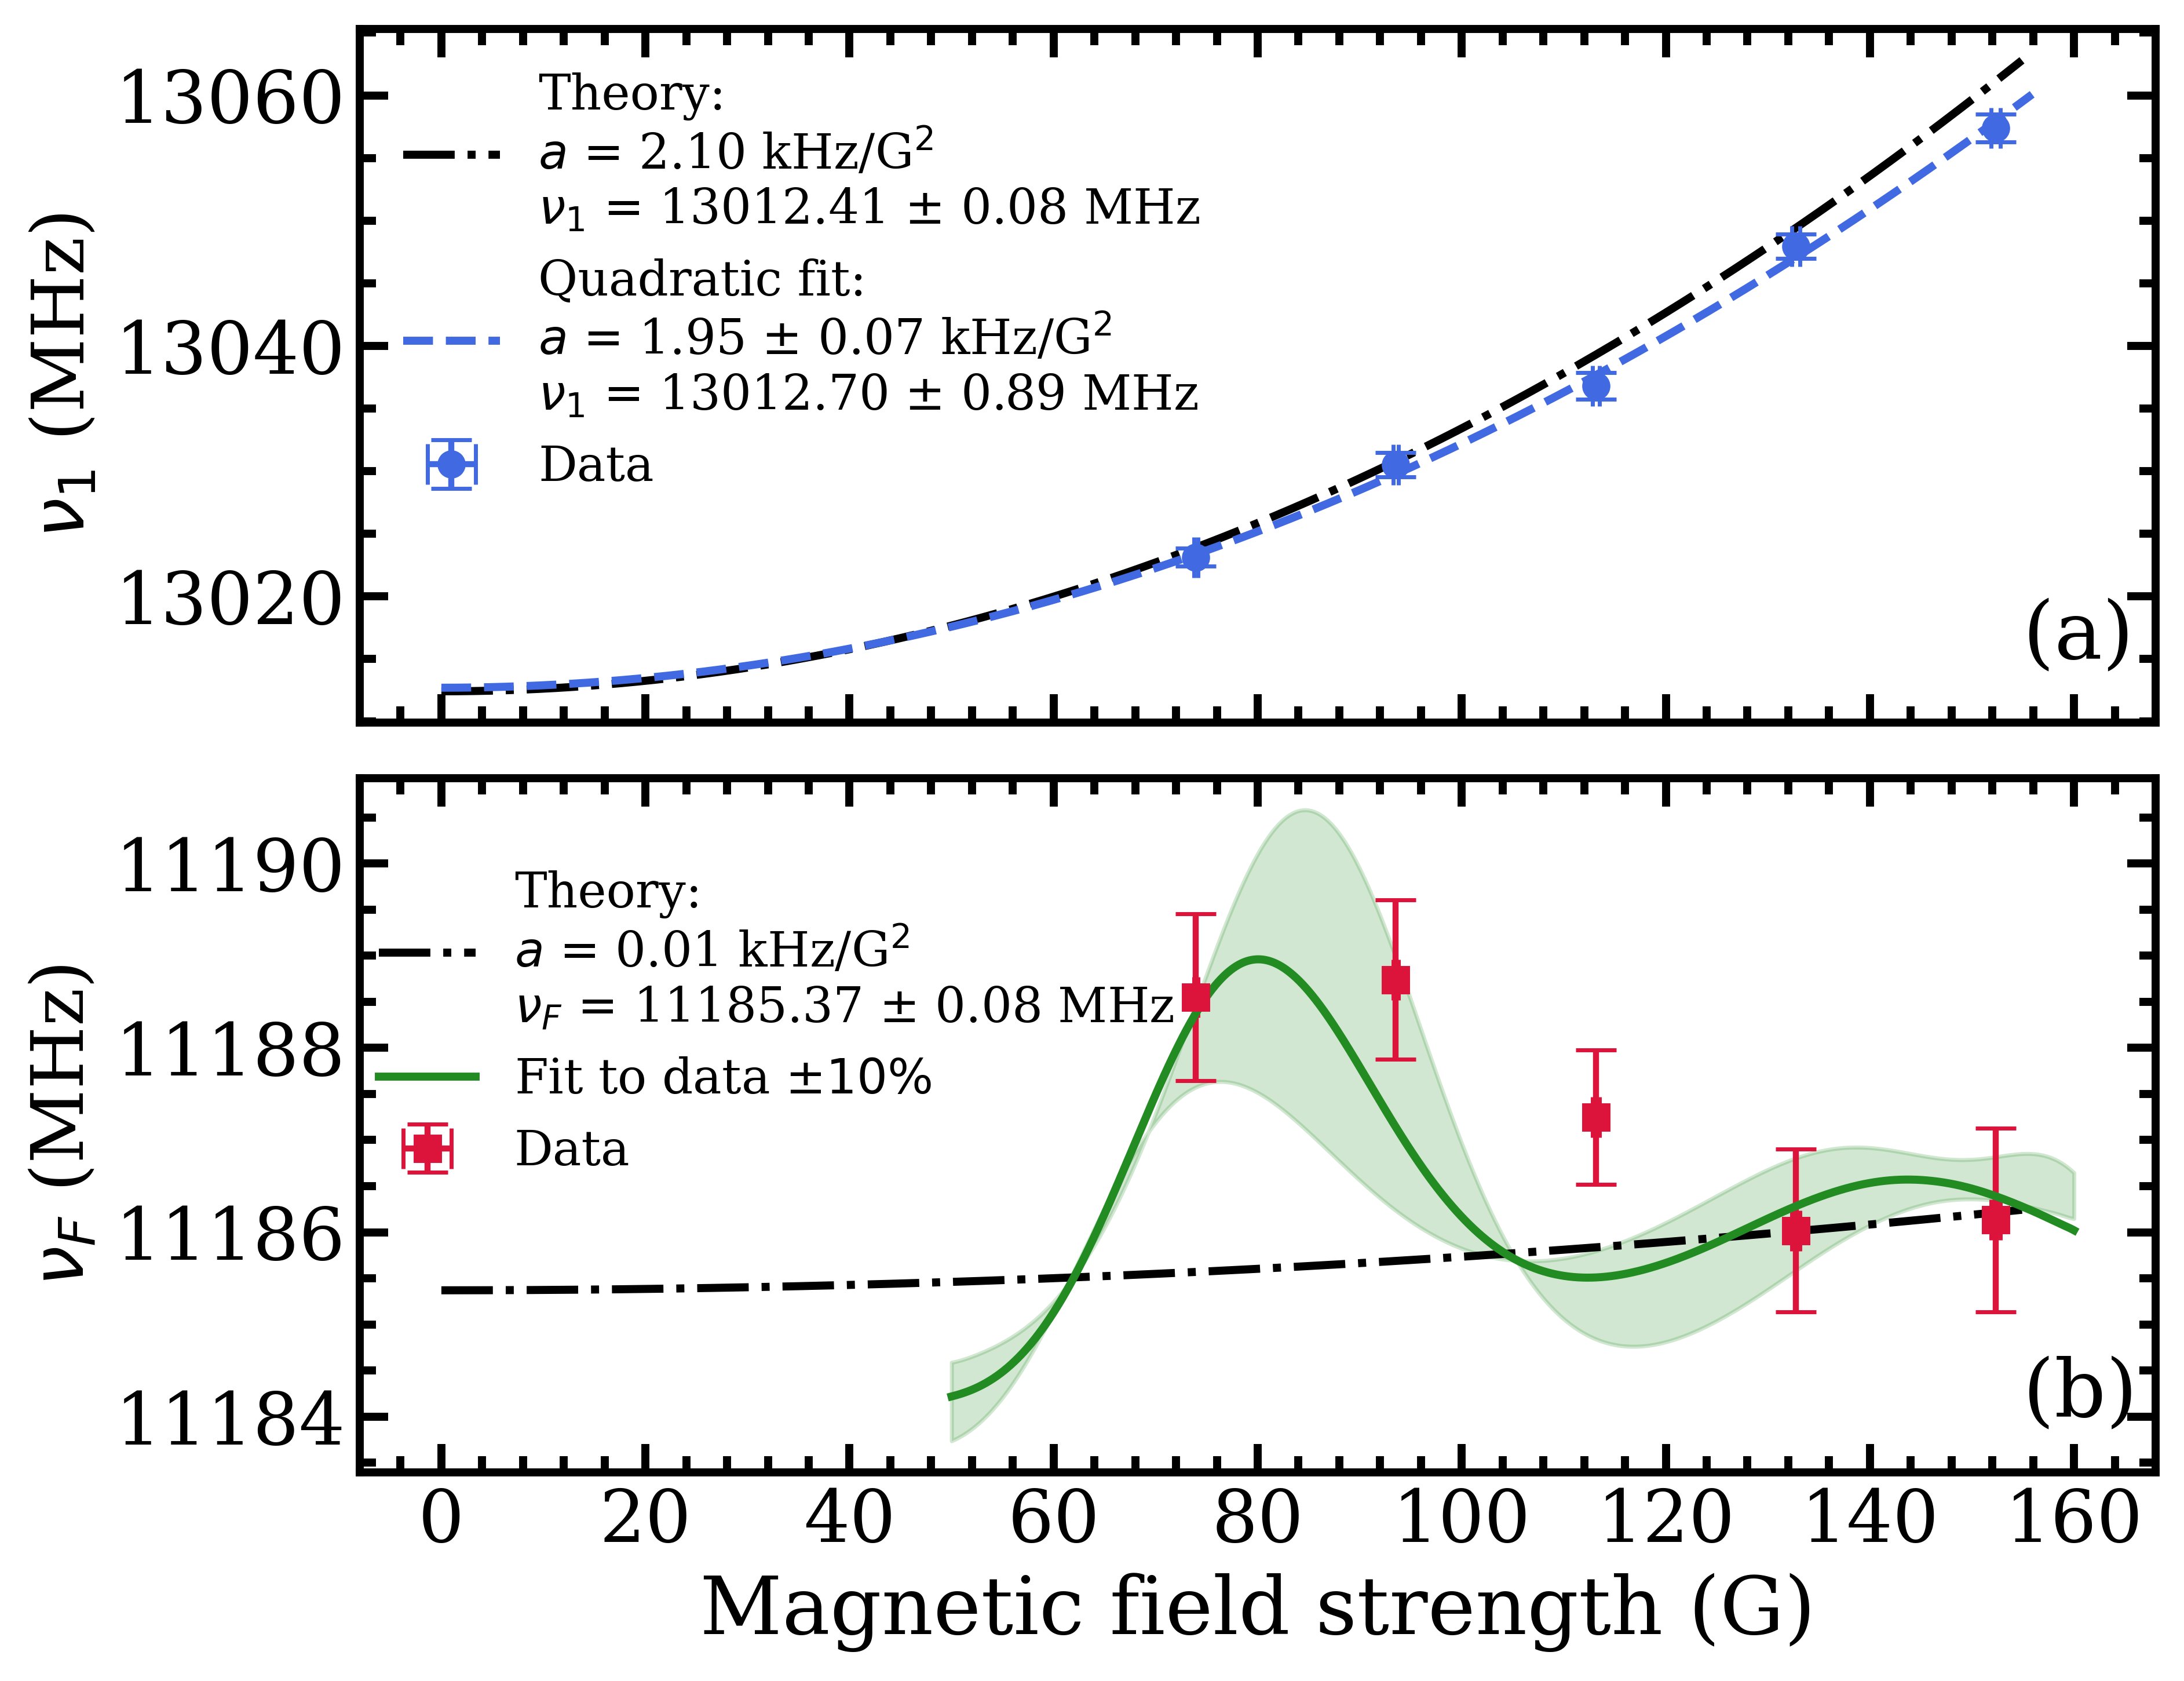 13060
13040
13020
ν₁ (MHz)
Theory:
a = 2.10 kHz/G²
ν₁ = 13012.41 ± 0.08 MHz
Quadratic fit:
a = 1.95 ± 0.07 kHz/G²
ν₁ = 13012.70 ± 0.89 MHz
Data
(a)
11190
11188
11186
11184
ν_F (MHz)
Theory:
a = 0.01 kHz/G²
ν_F = 11185.37 ± 0.08 MHz
Fit to data ±10%
Data
(b)
0 20 40 60 80 100 120 140 160
Magnetic field strength (G)